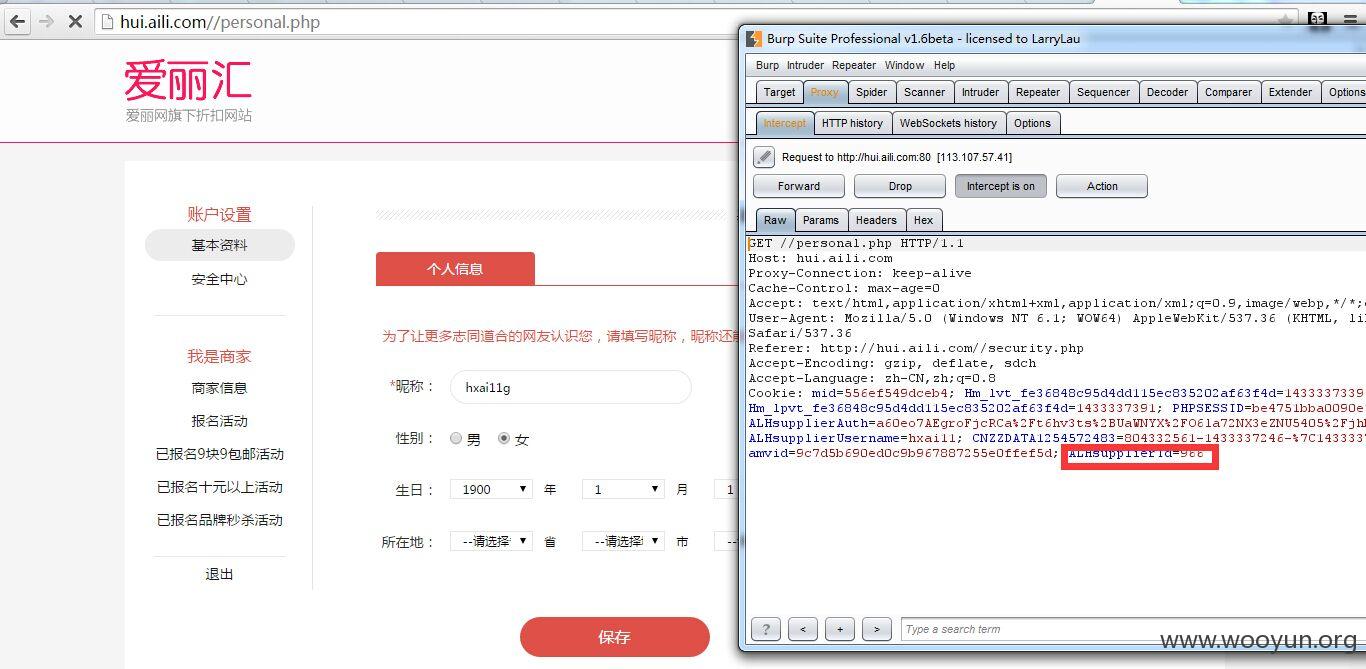 hui.aili.com//personal.php
爱丽汇
爱丽网旗下折扣网站
账户设置
基本资料
安全中心
我是商家
商家信息
报名活动
已报名9块9包邮活动
已报名十元以上活动
已报名品牌秒杀活动
退出
个人信息
为了让更多志同道合的网友认识您，请填写昵称，昵称还
*昵称： hxai11g
性别： 男 女
生日： 1900 年 1 月 1
所在地： --请选择 省 --请选择 市 --
保存
Burp Suite Professional v1.6beta - licensed to LarryLau
Burp Intruder Repeater Window Help
Target Proxy Spider Scanner Intruder Repeater Sequencer Decoder Comparer Extender Options
Intercept HTTP history WebSockets history Options
Request to http://hui.aili.com:80 [113.107.57.41]
Forward Drop Intercept is on Action
Raw Params Headers Hex
GET //personal.php HTTP/1.1
Host: hui.aili.com
Proxy-Connection: keep-alive
Cache-Control: max-age=0
Accept: text/html,application/xhtml+xml,application/xml;q=0.9,image/webp,*/*;
User-Agent: Mozilla/5.0 (Windows NT 6.1; WOW64) AppleWebKit/537.36 (KHTML, li
Safari/537.36
Referer: http://hui.aili.com//security.php
Accept-Encoding: gzip, deflate, sdch
Accept-Language: zh-CN,zh;q=0.8
Cookie: mid=556ef549dceb4; Hm_lvt_fe36848c95d4dd115ec835202af63f4d=1433337339
Hm_lpvt_fe36848c95d4dd115ec835202af63f4d=1433337391; PHPSESSID=be4751bba0090e
ALHsupplierAuth=a60eo7AEgroFjcRCa%2Ft6hv3ts%2BUaWNYX%2FO61a72NX3eZNU5405%2Fjh
ALHsupplierUsername=hxai11; CNZZDATA1254572483=804332561-1433337246-%7C143333
amvid=9c7d5b690ed0c9b967887255e0ffef5d; ALHsupplierId=966
? < + > Type a search term
www.wooyun.org